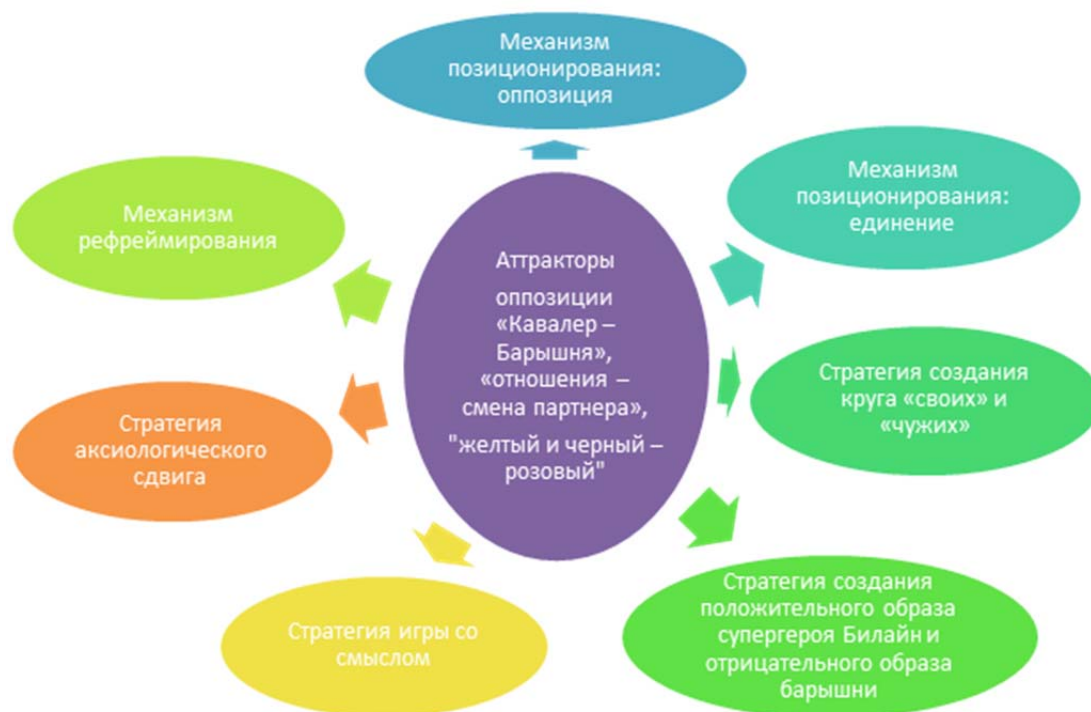 Механизм
позиционирования:
оппозиция
Механизм
позиционирования:
единение
Механизм
рефреймирования
Аттракторы
оппозиции
«Кавалер –
Барышня»,
«отношения –
смена партнера»,
"желтый и черный –
розовый"
Стратегия создания
круга «своих» и
«чужих»
Стратегия
аксиологического
сдвига
Стратегия создания
положительного образа
супергероя Билайн и
отрицательного образа
барышни
Стратегия игры со
смыслом